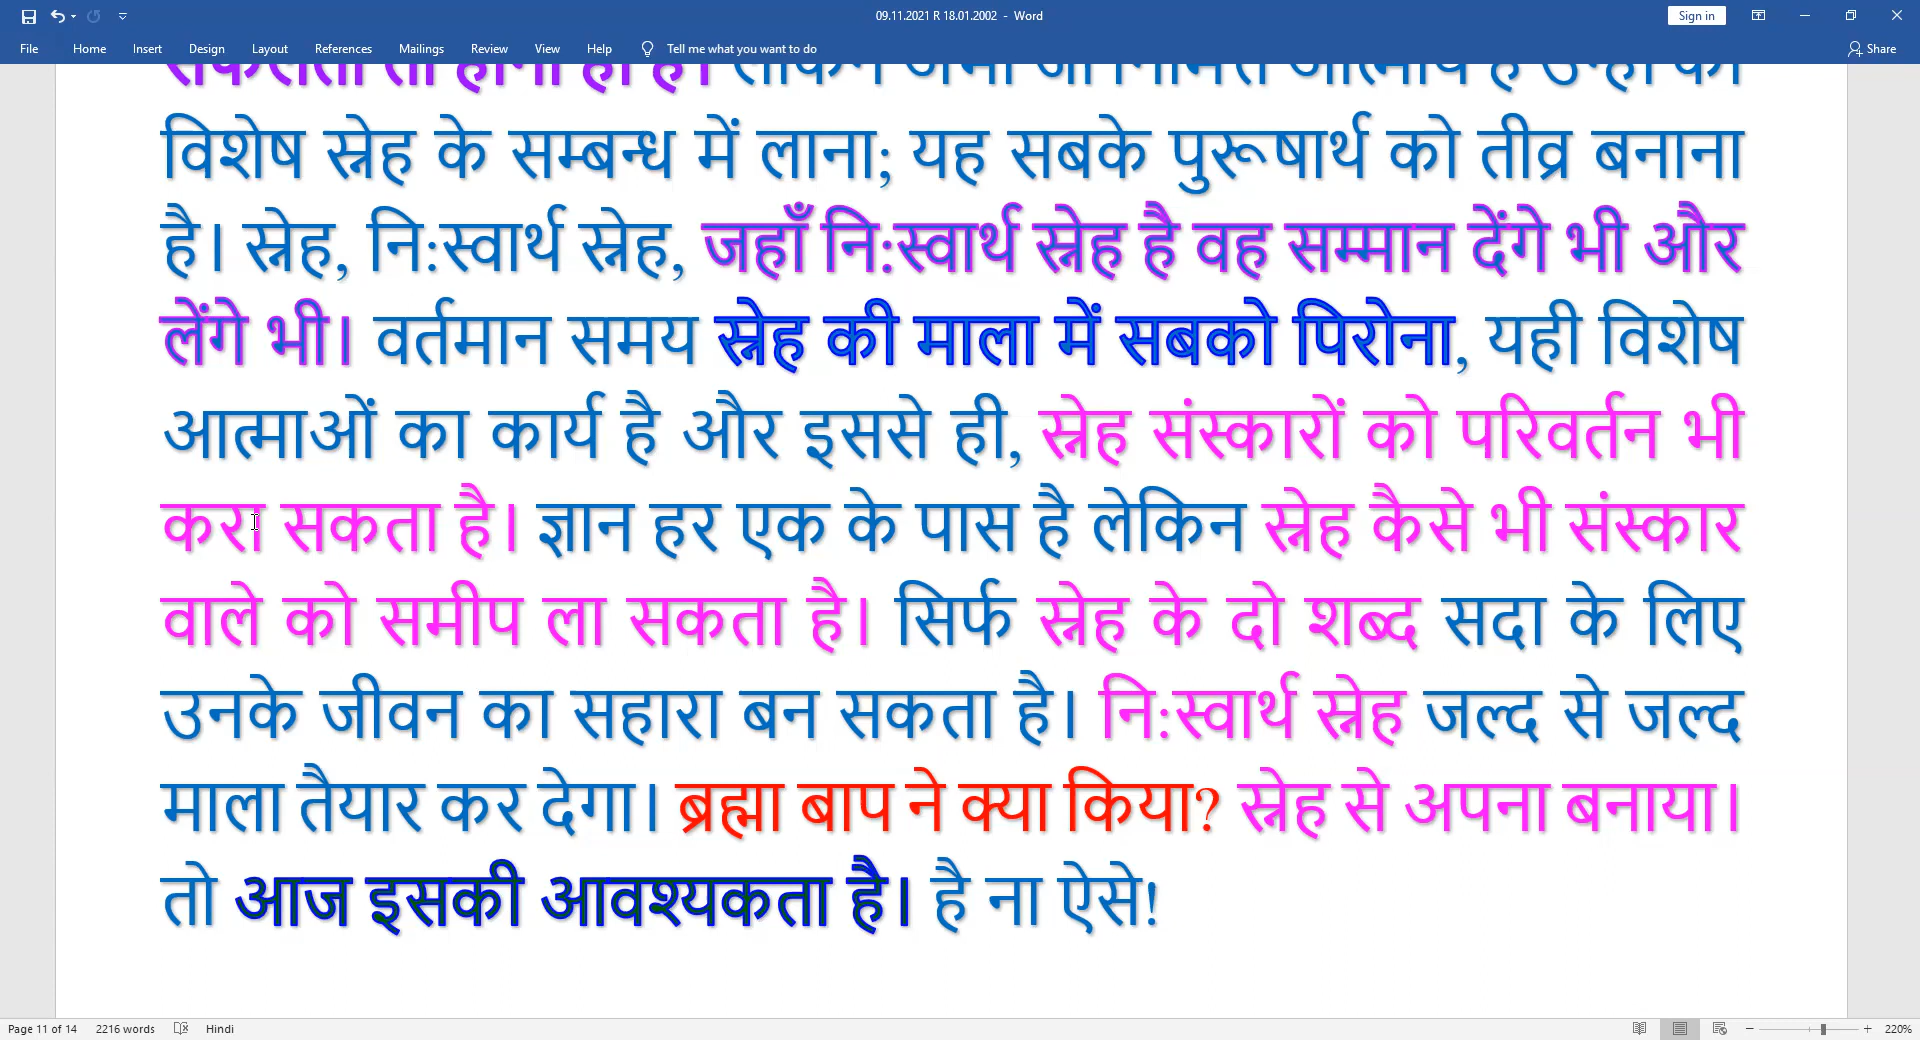 09.11.2021 R 18.01.2002 - Word
Sign in
File Home Insert Design Layout References Mailings Review View Help Tell me what you want to do Share
सफलता तो होनी ही है। लेकिन अभी जो निमित्त आत्मायें हैं उन्हों को
विशेष स्नेह के सम्बन्ध में लाना; यह सबके पुरूषार्थ को तीव्र बनाना
है। स्नेह, नि:स्वार्थ स्नेह, जहाँ नि:स्वार्थ स्नेह है वह सम्मान देंगे भी और
लेंगे भी। वर्तमान समय स्नेह की माला में सबको पिरोना, यही विशेष
आत्माओं का कार्य है और इससे ही, स्नेह संस्कारों को परिवर्तन भी
करा सकता है। ज्ञान हर एक के पास है लेकिन स्नेह कैसे भी संस्कार
वाले को समीप ला सकता है। सिर्फ स्नेह के दो शब्द सदा के लिए
उनके जीवन का सहारा बन सकता है। नि:स्वार्थ स्नेह जल्द से जल्द
माला तैयार कर देगा। ब्रह्मा बाप ने क्या किया? स्नेह से अपना बनाया।
तो आज इसकी आवश्यकता है। है ना ऐसे!
Page 11 of 14 2216 words Hindi 220%